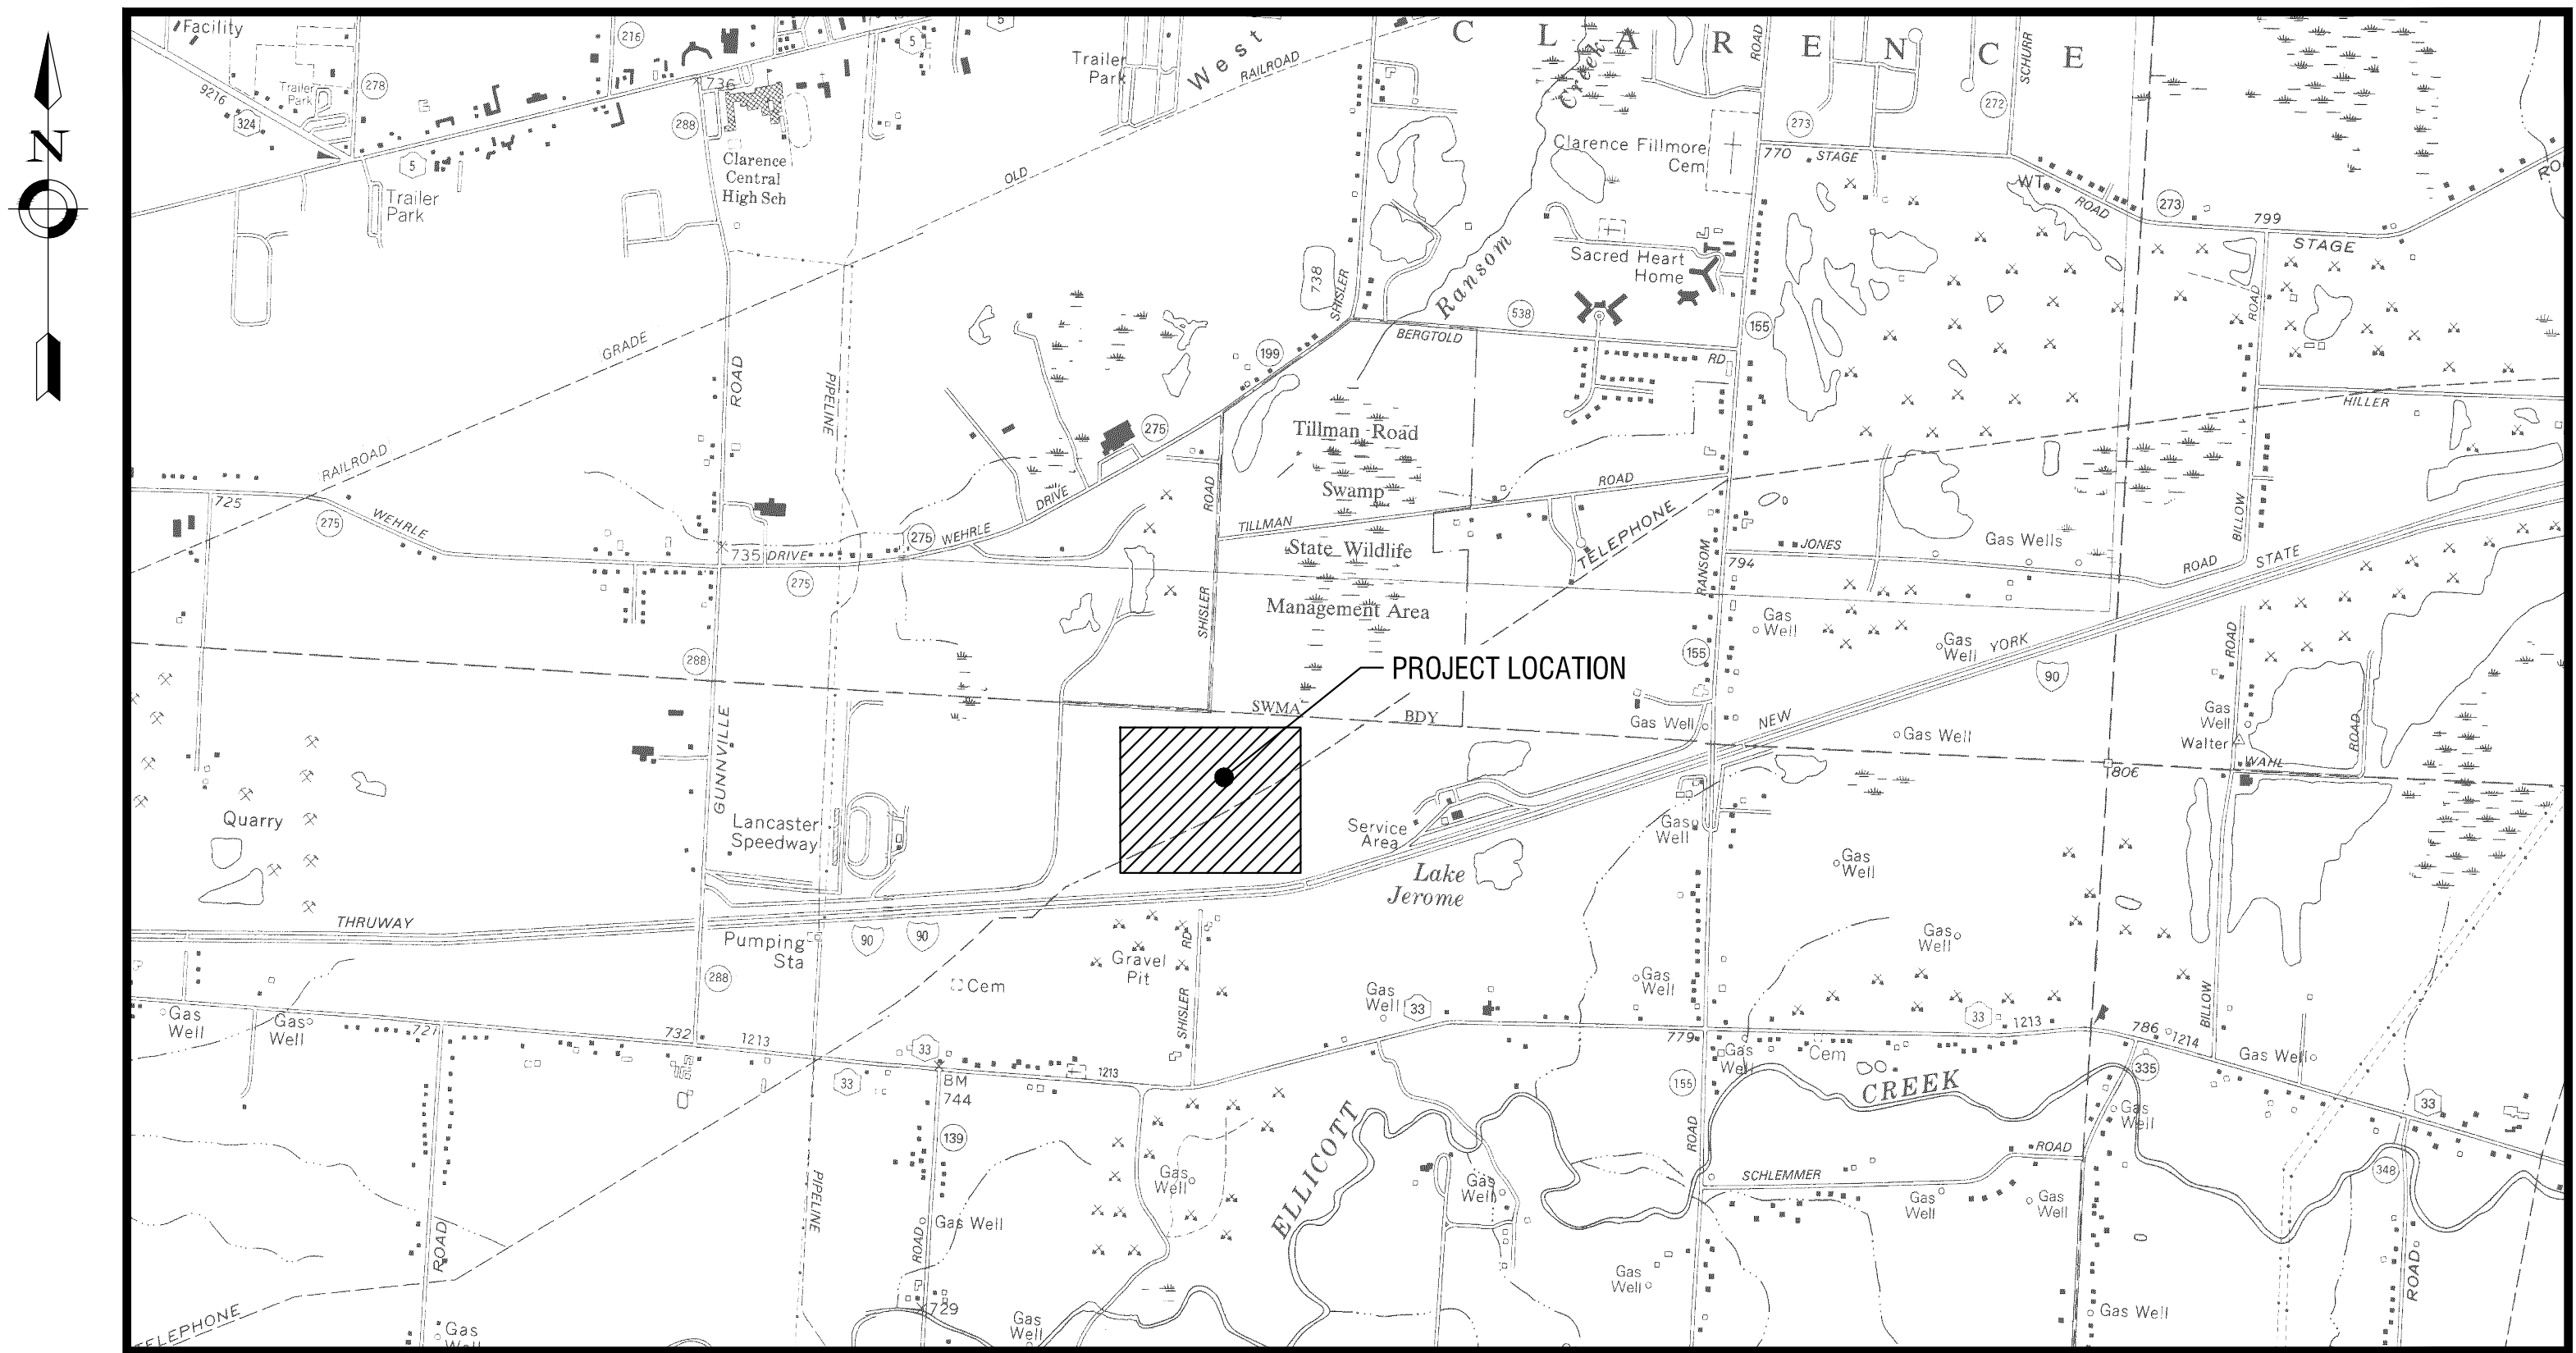 N
Facility
216
5
5
C L A R E N C E
West
RAILROAD
Trailer
Park
Creek
ROAD
SCHURR
278
9216
Trailer
Park
324
736
288
272
273
5
Clarence
Central
High Sch
OLD
Clarence Fillmore
Cem
770
STAGE
WT
ROAD
273
799
STAGE
Trailer
Park
Sacred Heart
Home
738
SHISLER
Ransom
GRADE
538
BERGTOLD
RD
155
ROAD
199
ROAD
PIPELINE
275
Tillman Road
HILLER
RAILROAD
725
275
WEHRLE
DRIVE
ROAD
Swamp
ROAD
TILLMAN
BILLOW
735
DRIVE
275
WEHRLE
275
State Wildlife
TELEPHONE
RANSOM
JONES
Gas Wells
794
ROAD
STATE
SHISLER
Management Area
Gas
Well
Gas
Well
YORK
ROAD
288
155
90
PROJECT LOCATION
SWMA
BDY
Gas Well
NEW
Gas Well
Gas
Well
Walter
ROAD
WAHL
806
GUNNVILLE
Quarry
Lancaster
Speedway
Service
Area
Gas
Well
Gas
Well
Lake
Jerome
THRUWAY
90
90
Pumping
Sta
Gravel
Pit
RD
Gas
Well
288
Cem
Gas
Well
33
Gas
Well
SHISLER
BILLOW
Gas
Well
Gas
Well
721
732
1213
33
33
1213
779
33
1213
786
1214
Gas Well
Gas
Well
Cem
335
BM
744
155
CREEK
33
Gas
Well
139
ELLICOTT
ROAD
ROAD
348
SCHLEMMER
Gas
Well
Gas
Well
Gas
Well
Gas
Well
PIPELINE
Gas Well
ROAD
ROAD
ROAD
Gas
Well
729
TELEPHONE
Gas
Well
Gas
Well
Gas Well